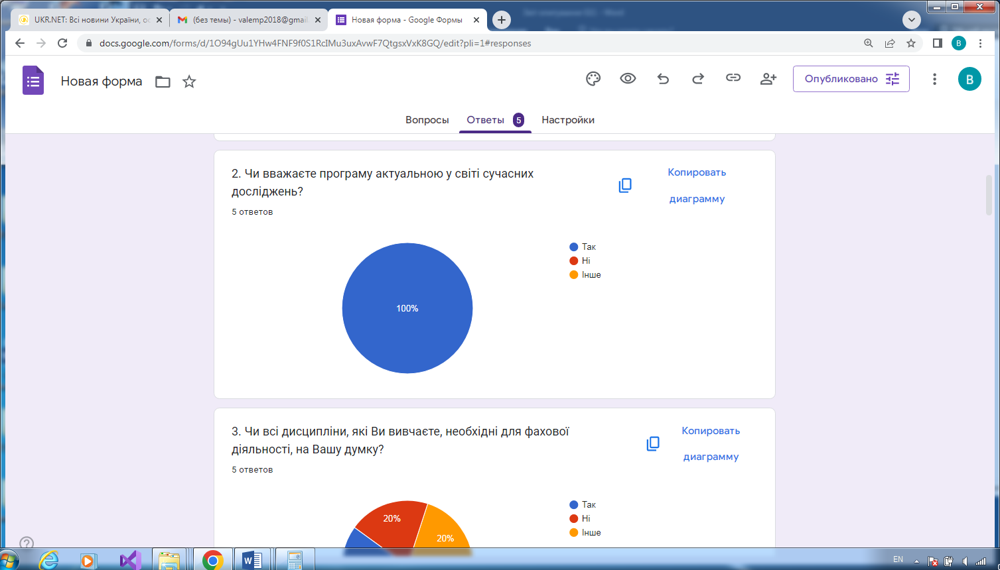 UKR.NET: Всі новини України, ос
(без темы) - valemp2018@gmail.
Новая форма - Google Формы
docs.google.com/forms/d/1O94gUu1YHw4FNF9f0S1RcIMu3uxAvwF7QtgsxVxK8GQ/edit?pli=1#responses
В
Новая форма
Опубликовано
В
Вопросы
Ответы 5
Настройки
2. Чи вважаєте програму актуальною у світі сучасних
досліджень?
Копировать
диаграмму
5 ответов
Так
Ні
Інше
100%
3. Чи всі дисципліни, які Ви вивчаєте, необхідні для фахової
діяльності, на Вашу думку?
Копировать
диаграмму
5 ответов
Так
Ні
Інше
20%
20%
EN